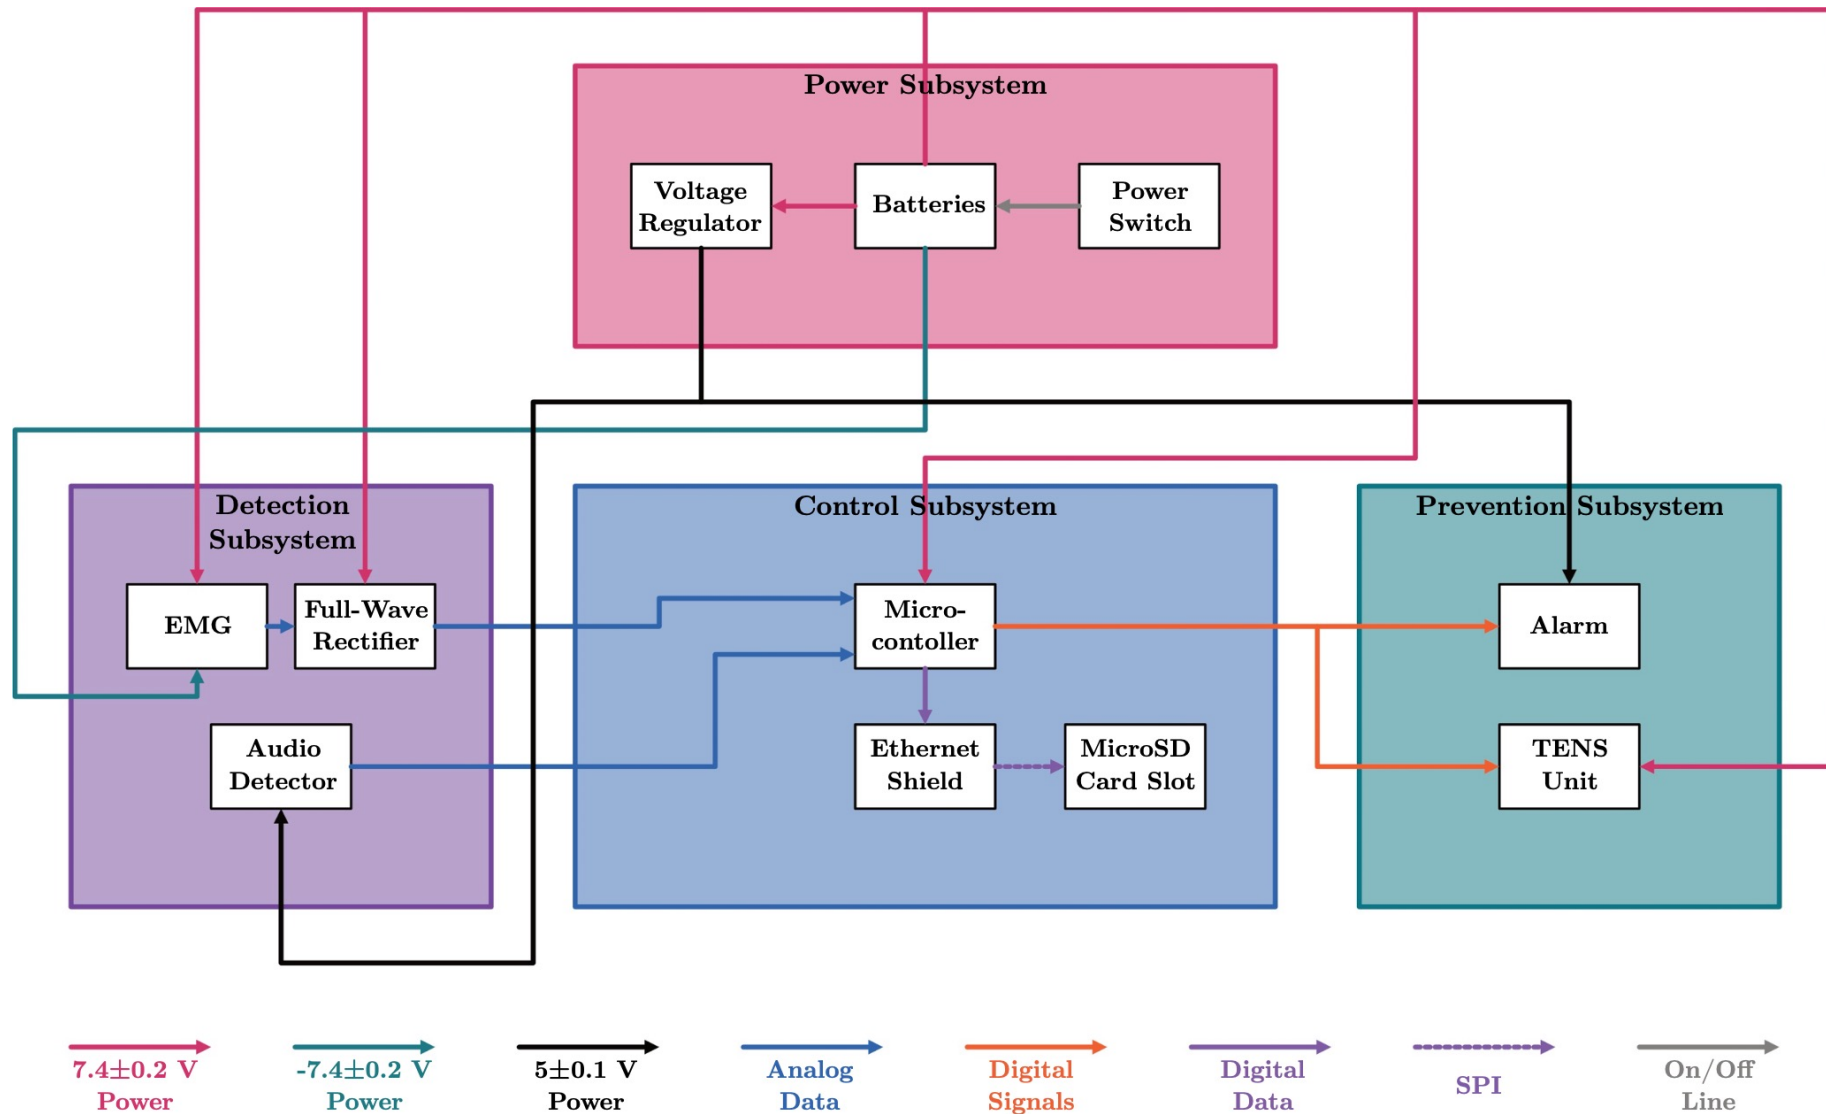 Power Subsystem
Voltage
Regulator
Batteries
Power
Switch
Detection
Subsystem
EMG
Full-Wave
Rectifier
Audio
Detector
Control Subsystem
Micro-
contoller
Ethernet
Shield
MicroSD
Card Slot
Prevention Subsystem
Alarm
TENS
Unit
7.4±0.2 V
Power
-7.4±0.2 V
Power
5±0.1 V
Power
Analog
Data
Digital
Signals
Digital
Data
SPI
On/Off
Line